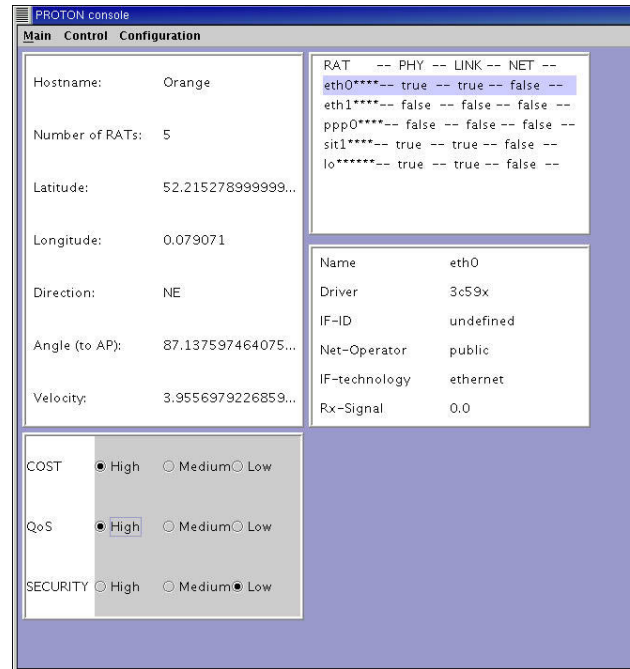 PROTON console
Main Control Configuration
Hostname: Orange
Number of RATs: 5
Latitude: 52.215278999999...
Longitude: 0.079071
Direction: NE
Angle (to AP): 87.137597464075...
Velocity: 3.9556979226859...
RAT -- PHY -- LINK -- NET --
eth0****-- true -- true -- false --
eth1****-- false -- false -- false --
ppp0****-- false -- false -- false --
sit1****-- true -- true -- false --
lo******-- true -- true -- false --
Name eth0
Driver 3c59x
IF-ID undefined
Net-Operator public
IF-technology ethernet
Rx-Signal 0.0
COST High Medium Low
QoS High Medium Low
SECURITY High Medium Low